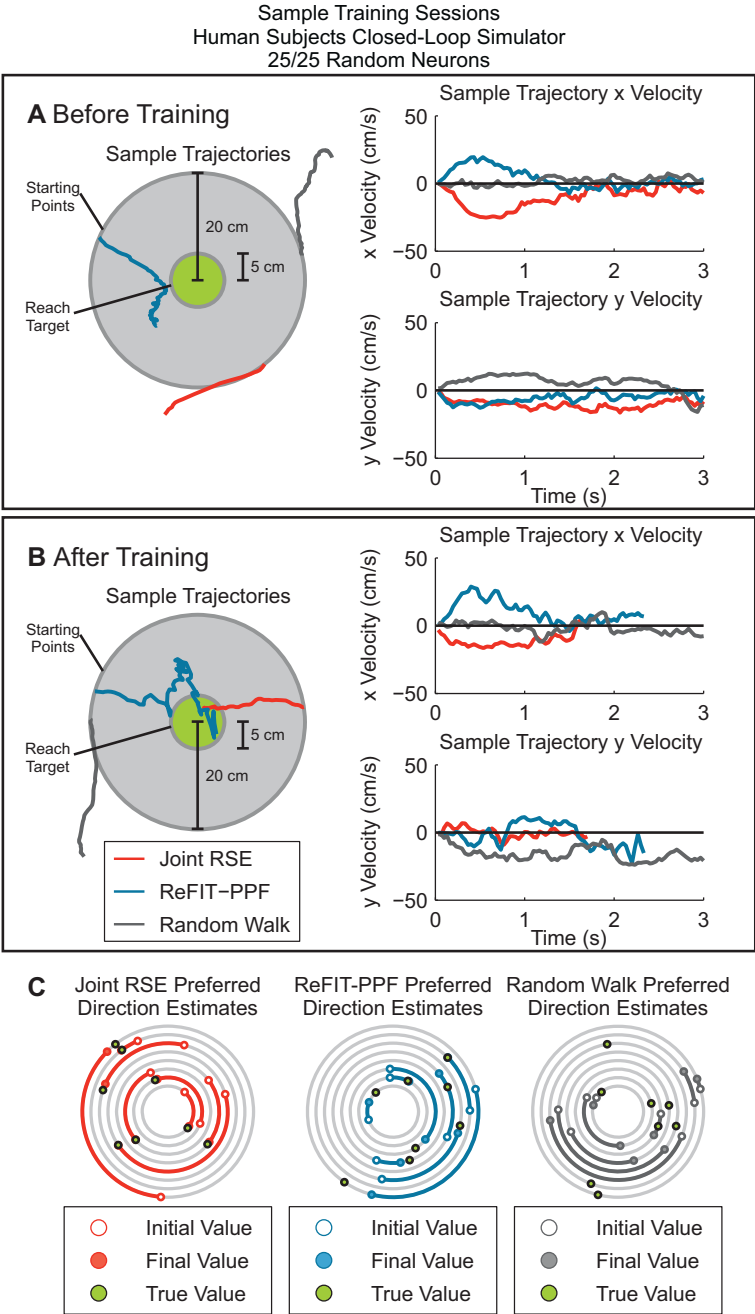 Sample Training Sessions
Human Subjects Closed-Loop Simulator
25/25 Random Neurons
A Before Training
Sample Trajectories
Starting
Points
20 cm
5 cm
Reach
Target
Sample Trajectory x Velocity
x Velocity (cm/s)
50
0
−50
0
1
2
3
Sample Trajectory y Velocity
y Velocity (cm/s)
50
0
−50
0
1
2
3
Time (s)
B After Training
Sample Trajectories
Starting
Points
Reach
Target
5 cm
20 cm
Joint RSE
ReFIT−PPF
Random Walk
Sample Trajectory x Velocity
x Velocity (cm/s)
50
0
−50
0
1
2
3
Sample Trajectory y Velocity
y Velocity (cm/s)
50
0
−50
0
1
2
3
Time (s)
C
Joint RSE Preferred
Direction Estimates
ReFIT-PPF Preferred
Direction Estimates
Random Walk Preferred
Direction Estimates
Initial Value
Final Value
True Value
Initial Value
Final Value
True Value
Initial Value
Final Value
True Value